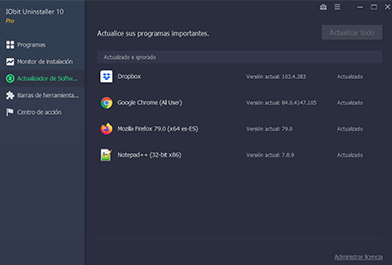 IObit Uninstaller 10
Pro
Programas
Monitor de instalación
Actualizador de Softw...
Barras de herramienta...
Centro de acción
Actualice sus programas importantes.
Actualizar todo
Actualizado e ignorado
Dropbox Versión actual: 103.4.383 Actualizado
Google Chrome (All User) Versión actual: 84.0.4147.105 Actualizado
Mozilla Firefox 79.0 (x64 es-ES) Versión actual: 79.0 Actualizado
Notepad++ (32-bit x86) Versión actual: 7.8.9 Actualizado
Administrar licencia